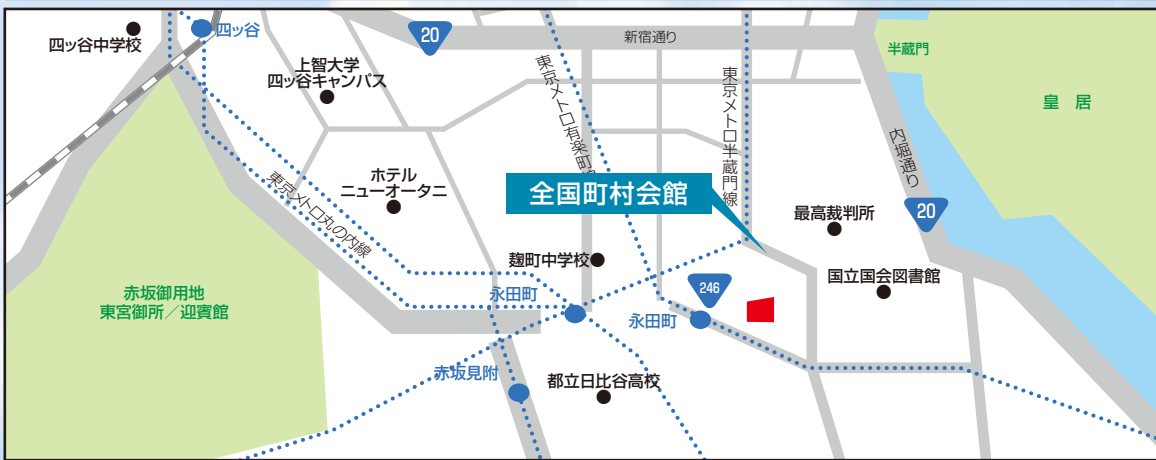 四ッ谷中学校
四ッ谷
20
新宿通り
半蔵門
皇 居
上智大学
四ッ谷キャンパス
東京メトロ有楽町線
東京メトロ半蔵門線
内堀通り
20
ホテル
ニューオータニ
東京メトロ丸の内線
全国町村会館
最高裁判所
麹町中学校
国立国会図書館
赤坂御用地
東宮御所／迎賓館
永田町
246
永田町
赤坂見附
都立日比谷高校